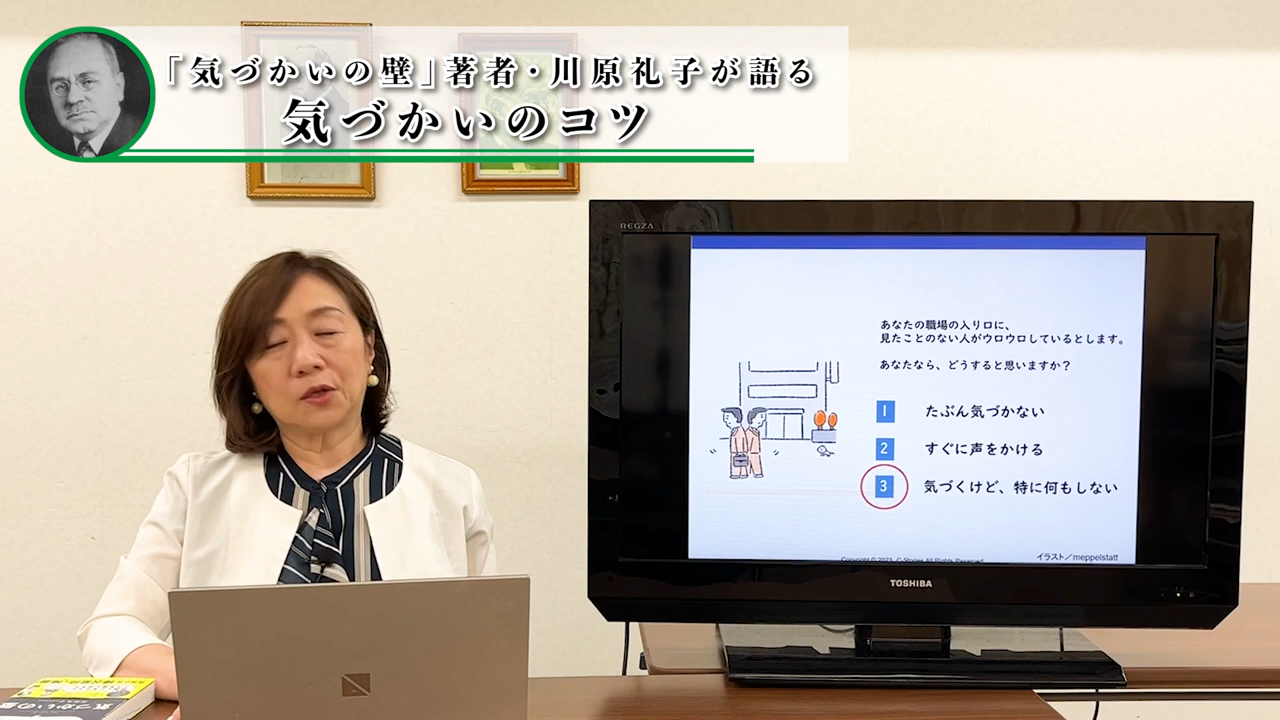 「気づかいの壁」著者・川原礼子が語る
気づかいのコツ
REGZA
あなたの職場の入り口に、
見たことのない人がウロウロしているとします。
あなたなら、どうすると思いますか？
1 たぶん気づかない
2 すぐに声をかける
3 気づくけど、特に何もしない
イラスト／meppelstatt
TOSHIBA
気づかいの